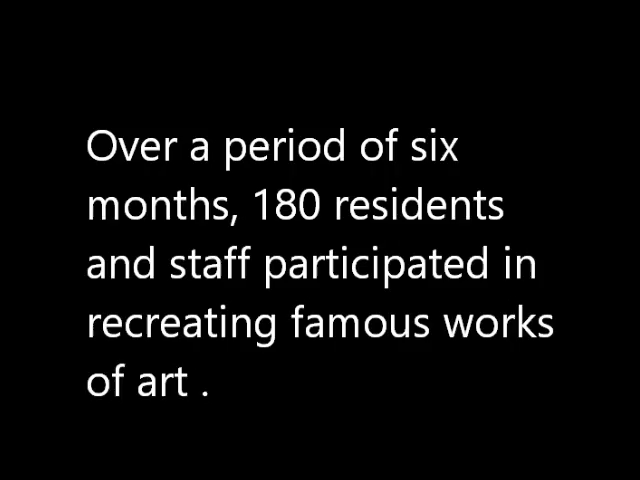 Over a period of six
months, 180 residents
and staff participated in
recreating famous works
of art .